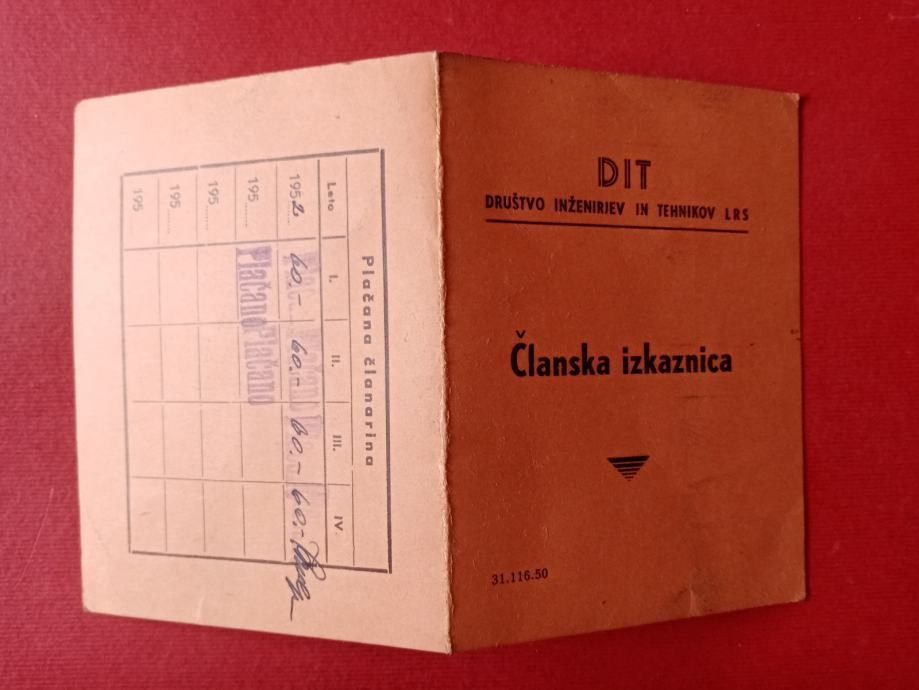 DIT
DRUŠTVO INŽENIRJEV IN TEHNIKOV LRS
Članska izkaznica
31.116.50
Plačana članarina
Leto I. II. III. IV.
1952. 60.- 60.- 60.- 60.-
195...... Plačano Plačano
195......
195......
195......